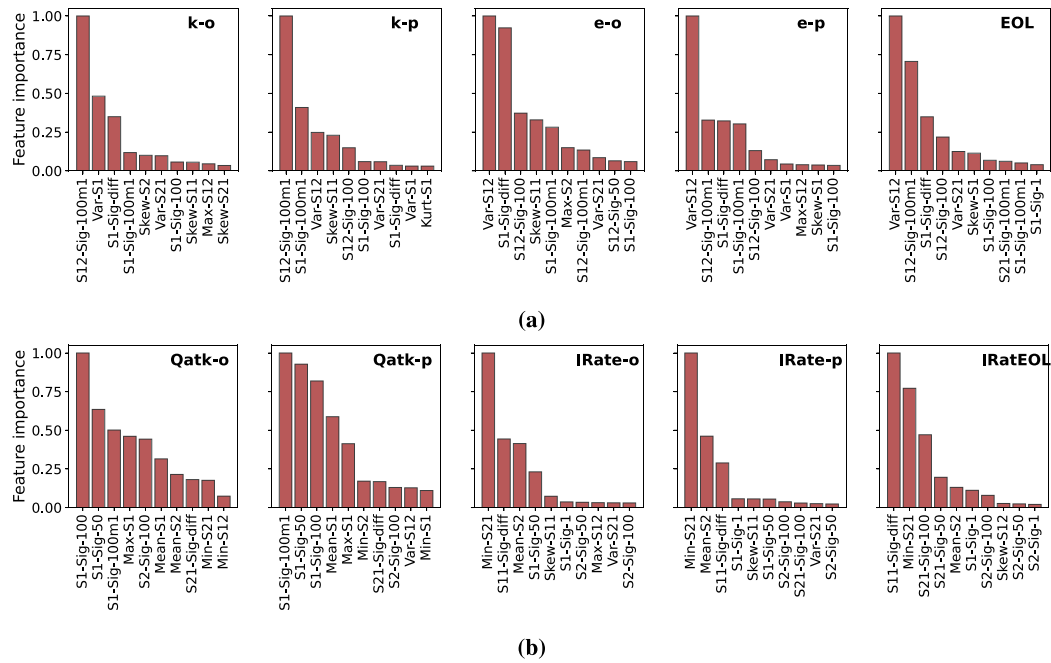 k-o
k-p
e-o
e-p
EOL
Feature importance
1.00
0.75
0.50
0.25
0.00
S12-Sig-100m1
Var-S1
S1-Sig-diff
S1-Sig-100m1
Skew-S2
Var-S21
S1-Sig-100
Skew-S11
Max-S12
Skew-S21
S12-Sig-100m1
S1-Sig-100m1
Var-S12
Skew-S11
S12-Sig-100
S1-Sig-100
Var-S21
S1-Sig-diff
Var-S1
Kurt-S1
Var-S12
S1-Sig-diff
S12-Sig-100
Skew-S11
S1-Sig-100m1
Max-S2
S12-Sig-100m1
Var-S21
S12-Sig-50
S1-Sig-100
Var-S12
S12-Sig-100m1
S1-Sig-diff
S1-Sig-100m1
S12-Sig-100
Var-S21
Var-S1
Max-S12
Skew-S1
S1-Sig-100
Var-S12
S12-Sig-100m1
S1-Sig-diff
S12-Sig-100
Var-S21
Skew-S11
Skew-S1
S21-Sig-100m1
S1-Sig-100m1
S1-Sig-1
(a)
Qatk-o
Qatk-p
IRate-o
IRate-p
IRatEOL
Feature importance
1.00
0.75
0.50
0.25
0.00
S1-Sig-100
S1-Sig-50
S1-Sig-100m1
Max-S1
S2-Sig-100
Mean-S1
Mean-S2
S21-Sig-diff
Min-S21
Min-S12
S1-Sig-100m1
S1-Sig-50
S1-Sig-100
Mean-S1
Max-S1
Min-S2
S21-Sig-diff
S2-Sig-100
Var-S12
Min-S1
Min-S21
S11-Sig-diff
Mean-S2
S1-Sig-50
Skew-S11
S1-Sig-1
S2-Sig-50
Max-S12
Var-S21
S2-Sig-100
Min-S21
Mean-S2
S11-Sig-diff
S1-Sig-1
Skew-S11
S1-Sig-50
S2-Sig-100
S21-Sig-100
Var-S21
S2-Sig-50
S11-Sig-diff
Min-S21
S21-Sig-100
S21-Sig-50
Mean-S2
S1-Sig-1
S2-Sig-100
Skew-S12
S2-Sig-50
S2-Sig-1
(b)